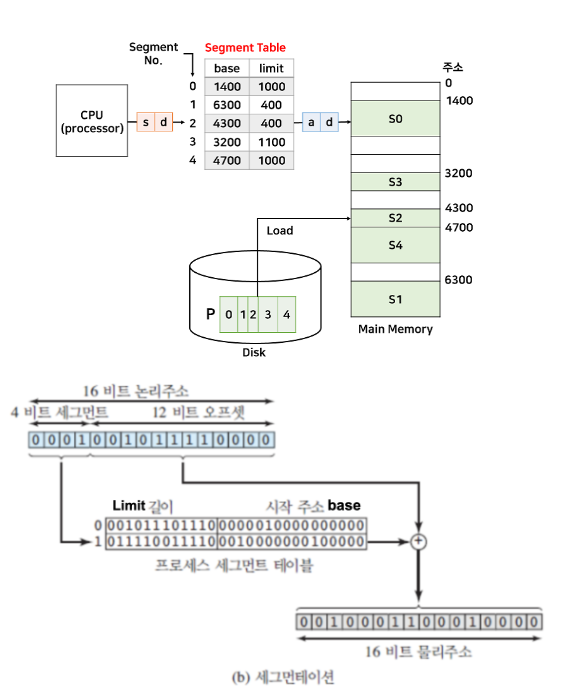 Segment No.
Segment Table
base limit
0 1400 1000
1 6300 400
2 4300 400
3 3200 1100
4 4700 1000
CPU
(processor)
s d
a d
주소
0
1400
S0
3200
S3
4300
S2
4700
S4
6300
S1
Main Memory
Load
P 0 1 2 3 4
Disk
16 비트 논리주소
4 비트 세그먼트 12 비트 오프셋
0 0 0 1 0 0 1 0 1 1 1 1 0 0 0 0
Limit 길이 시작 주소 base
0 001011101110 0000010000000000
1 011110011110 0010000000100000
+
프로세스 세그먼트 테이블
0 0 1 0 0 0 1 1 0 0 0 1 0 0 0 0
16 비트 물리주소
(b) 세그먼테이션